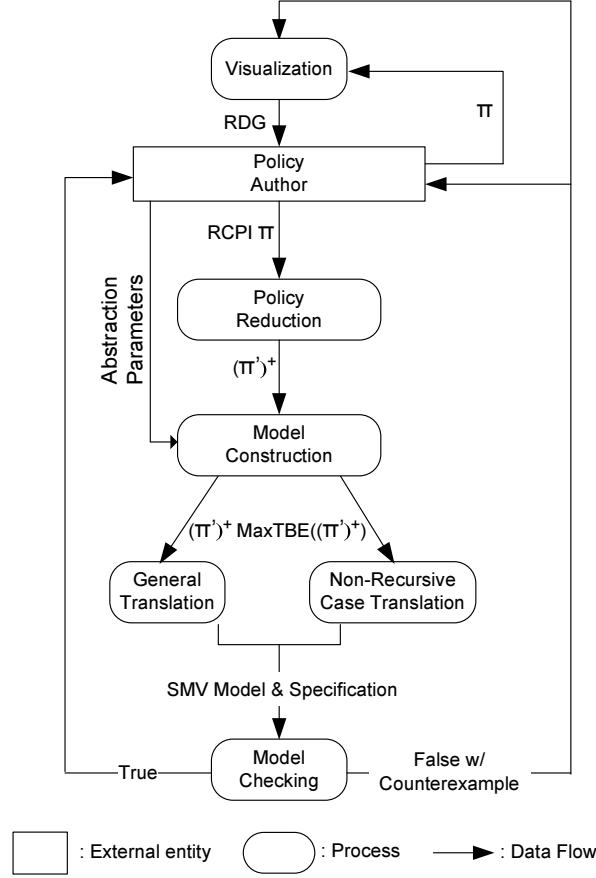 Visualization
RDG
π
Policy
Author
RCPI π
Abstraction
Parameters
Policy
Reduction
(π')⁺
Model
Construction
(π')⁺ MaxTBE((π')⁺)
General
Translation
Non-Recursive
Case Translation
SMV Model & Specification
True
Model
Checking
False w/
Counterexample
: External entity
: Process
: Data Flow